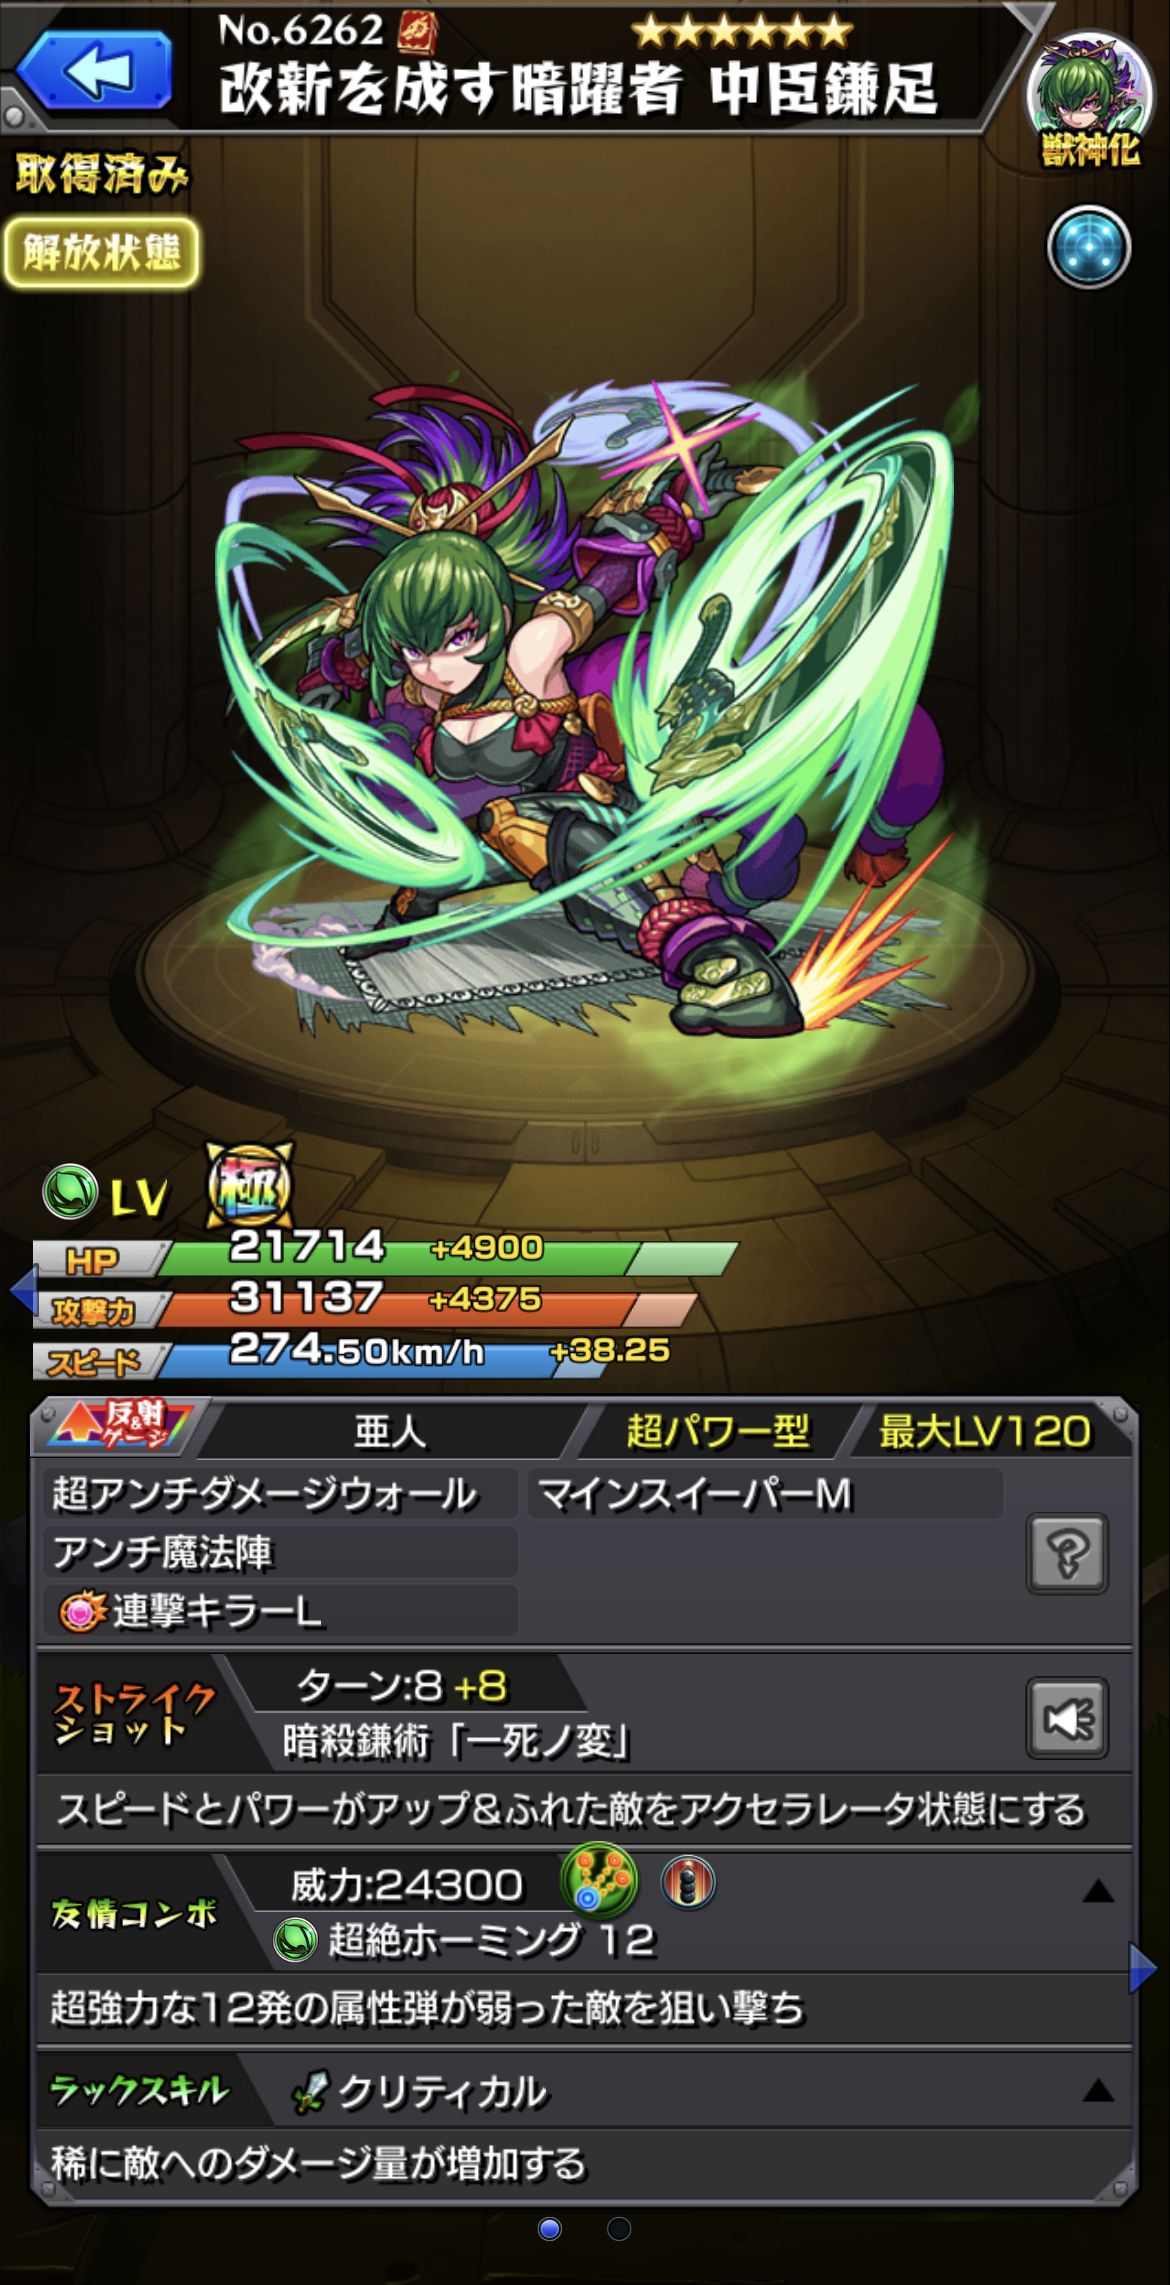 No.6262
改新を成す暗躍者 中臣鎌足
獣神化
取得済み
解放状態
LV 極
HP 21714 +4900
攻撃力 31137 +4375
スピード 274.50km/h +38.25
反射&ゲージ 亜人 超パワー型 最大LV120
超アンチダメージウォール マインスイーパーM
アンチ魔法陣
連撃キラーL
ストライクショット ターン:8 +8
暗殺鎌術「一死ノ変」
スピードとパワーがアップ&ふれた敵をアクセラレータ状態にする
友情コンボ 威力:24300
超絶ホーミング 12
超強力な12発の属性弾が弱った敵を狙い撃ち
ラックスキル クリティカル
稀に敵へのダメージ量が増加する